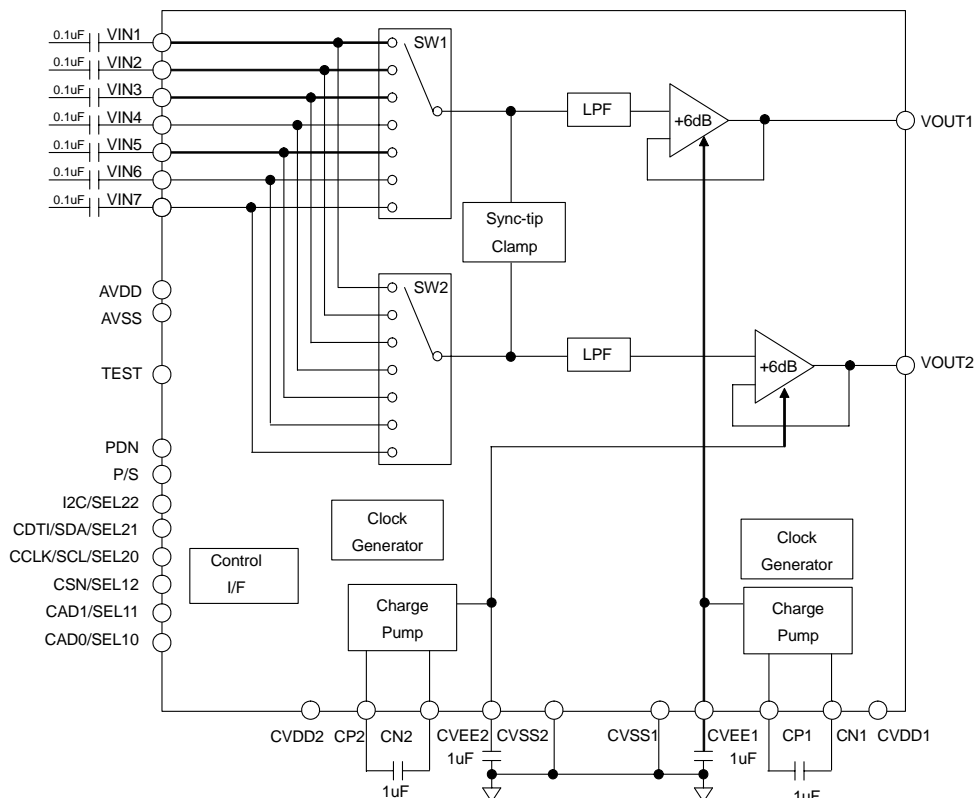 0.1uF VIN1
0.1uF VIN2
0.1uF VIN3
0.1uF VIN4
0.1uF VIN5
0.1uF VIN6
0.1uF VIN7
SW1
LPF
+6dB
VOUT1
Sync-tip
Clamp
SW2
LPF
+6dB
VOUT2
AVDD
AVSS
TEST
PDN
P/S
I2C/SEL22
CDTI/SDA/SEL21
CCLK/SCL/SEL20
CSN/SEL12
CAD1/SEL11
CAD0/SEL10
Control
I/F
Clock
Generator
Charge
Pump
Clock
Generator
Charge
Pump
CVDD2 CP2 CN2 CVEE2 CVSS2 CVSS1 CVEE1 CP1 CN1 CVDD1
1uF 1uF
1uF 1uF